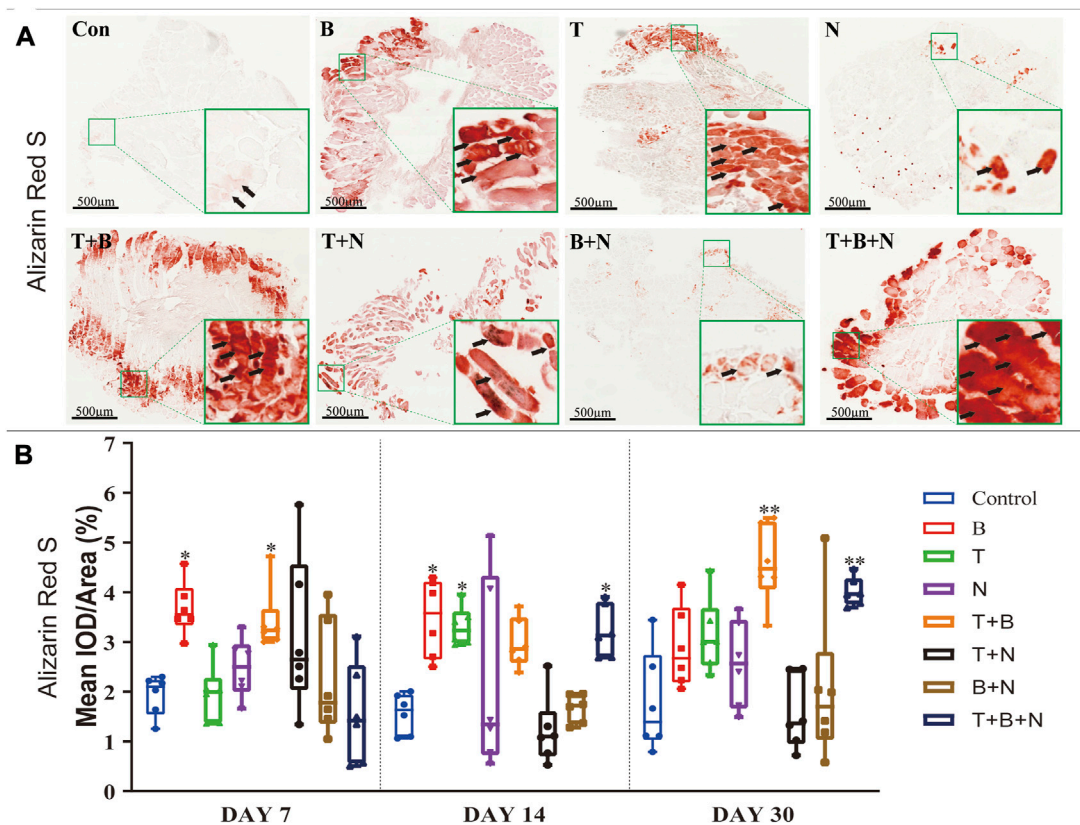 A
Alizarin Red S
Con
500μm
B
500μm
T
500μm
N
500μm
T+B
500μm
T+N
500μm
B+N
500μm
T+B+N
500μm
B
Alizarin Red S
Mean IOD/Area (%)
7
6
5
4
3
2
1
0
*
*
*
*
*
**
**
DAY 7
DAY 14
DAY 30
Control
B
T
N
T+B
T+N
B+N
T+B+N